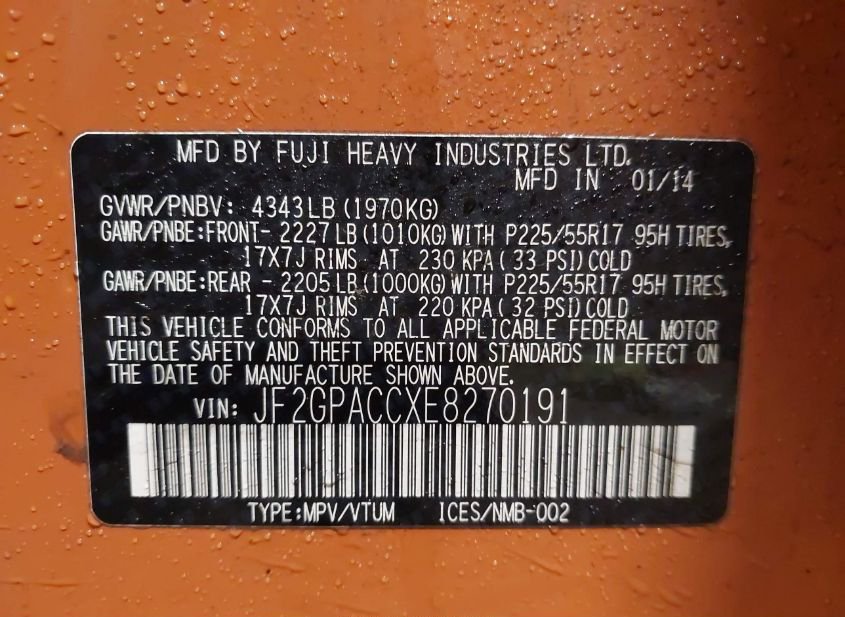 MFD BY FUJI HEAVY INDUSTRIES LTD.
MFD IN 01/14
GVWR/PNBV: 4343LB (1970KG)
GAWR/PNBE:FRONT- 2227LB (1010KG) WITH P225/55R17 95H TIRES,
17X7J RIMS AT 230 KPA (33 PSI) COLD
GAWR/PNBE:REAR - 2205LB (1000KG) WITH P225/55R17 95H TIRES,
17X7J RIMS AT 220 KPA (32 PSI) COLD
THIS VEHICLE CONFORMS TO ALL APPLICABLE FEDERAL MOTOR
VEHICLE SAFETY AND THEFT PREVENTION STANDARDS IN EFFECT ON
THE DATE OF MANUFACTURE SHOWN ABOVE.
VIN: JF2GPACCXE8270191
TYPE:MPV/VTUM ICES/NMB-002